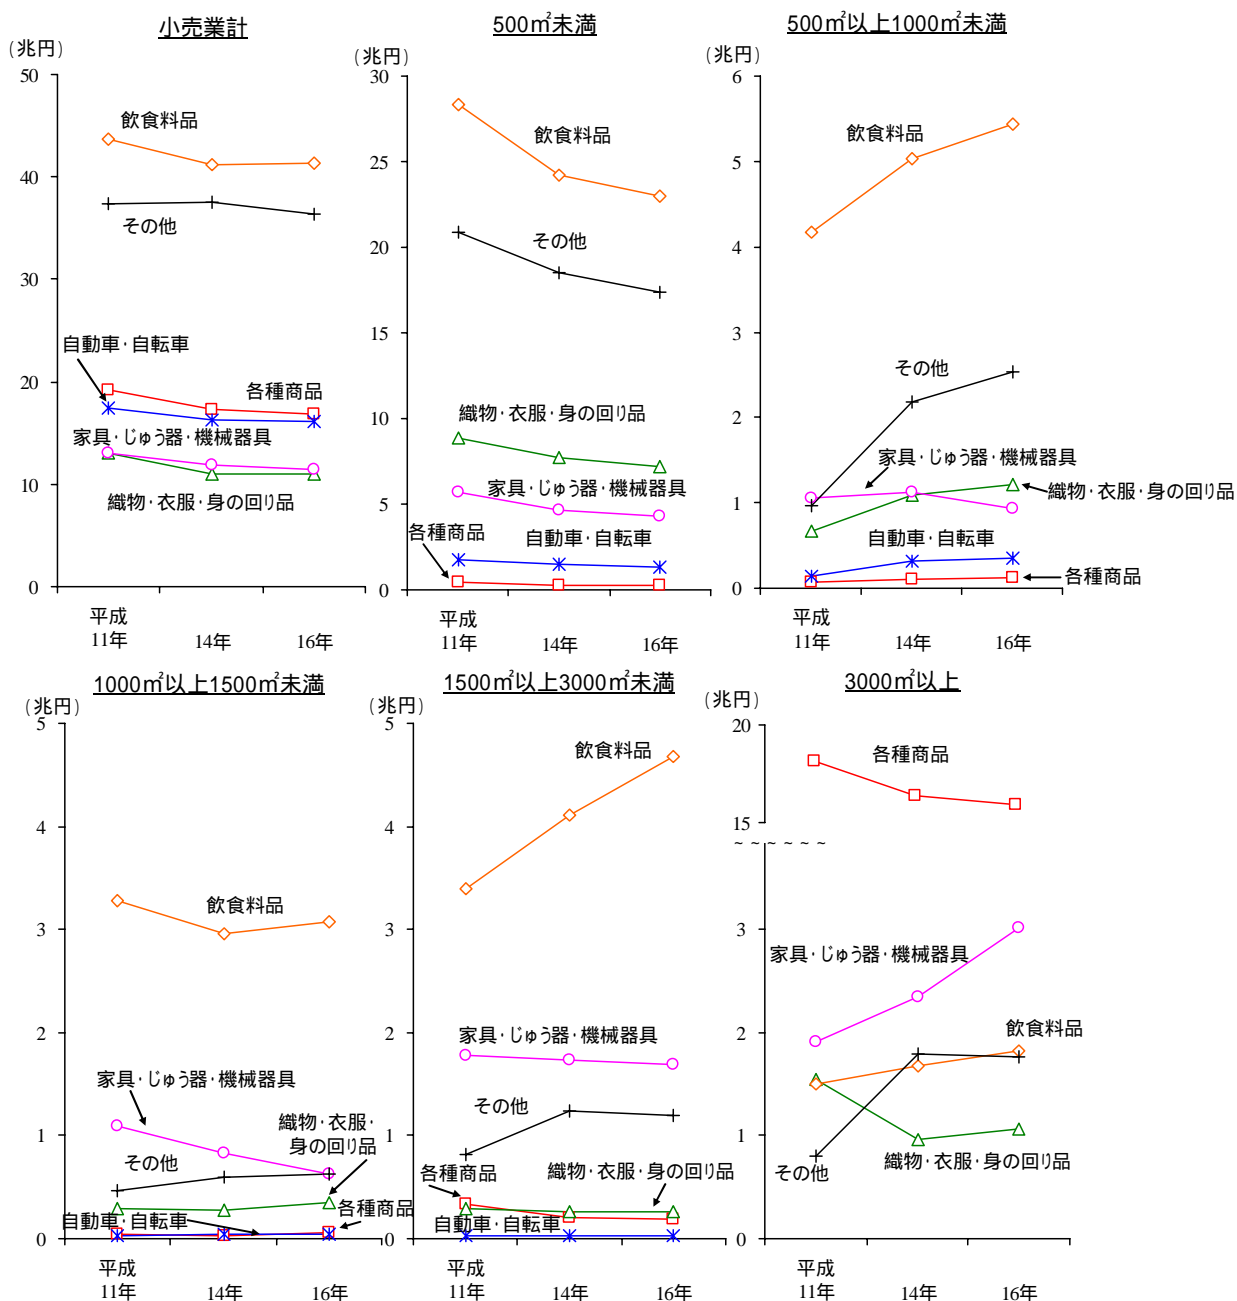 小売業計
(兆円)
50
40
30
20
10
0
飲食料品
その他
自動車・自転車
各種商品
家具・じゅう器・機械器具
織物・衣服・身の回り品
平成
11年
14年
16年
500㎡未満
(兆円)
30
25
20
15
10
5
0
飲食料品
その他
織物・衣服・身の回り品
家具・じゅう器・機械器具
各種商品
自動車・自転車
平成
11年
14年
16年
500㎡以上1000㎡未満
(兆円)
6
5
4
3
2
1
0
飲食料品
その他
家具・じゅう器・機械器具
織物・衣服・身の回り品
自動車・自転車
各種商品
平成
11年
14年
16年
1000㎡以上1500㎡未満
(兆円)
5
4
3
2
1
0
飲食料品
家具・じゅう器・機械器具
織物・衣服・
身の回り品
その他
各種商品
自動車・自転車
平成
11年
14年
16年
1500㎡以上3000㎡未満
(兆円)
5
4
3
2
1
0
飲食料品
家具・じゅう器・機械器具
その他
各種商品
織物・衣服・身の回り品
自動車・自転車
平成
11年
14年
16年
3000㎡以上
(兆円)
20
15
~ ~ ~ ~ ~ ~
3
2
1
0
各種商品
家具・じゅう器・機械器具
飲食料品
その他
織物・衣服・身の回り品
平成
11年
14年
16年